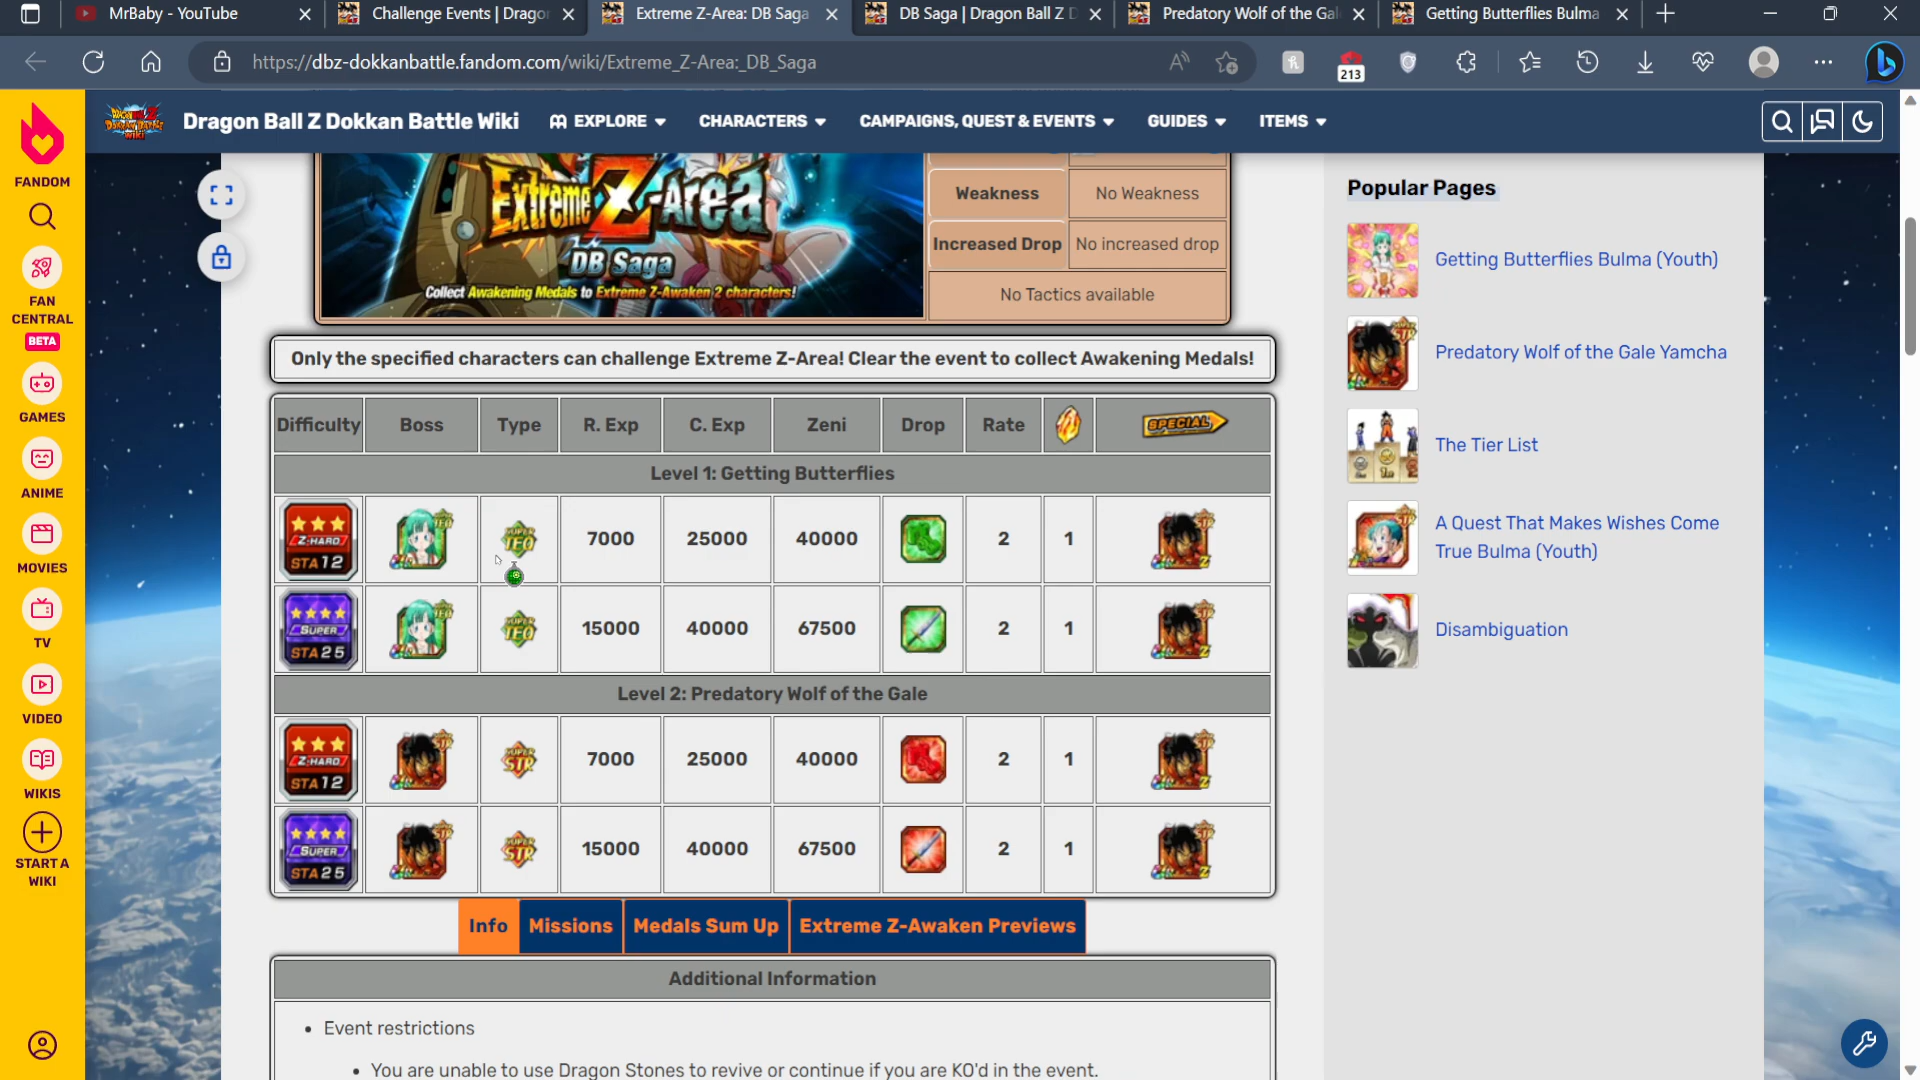 MrBaby - YouTube
Challenge Events | Drago
Extreme Z-Area: DB Saga
DB Saga | Dragon Ball Z D
Predatory Wolf of the Gal
Getting Butterflies Bulma
https://dbz-dokkanbattle.fandom.com/wiki/Extreme_Z-Area:_DB_Saga
213
Dragon Ball Z Dokkan Battle Wiki
EXPLORE
CHARACTERS
CAMPAIGNS, QUEST & EVENTS
GUIDES
ITEMS
FANDOM
FAN
CENTRAL
BETA
GAMES
ANIME
MOVIES
TV
VIDEO
WIKIS
START A
WIKI
Extreme Z-Area
DB Saga
Collect Awakening Medals to Extreme Z-Awaken 2 characters!
Weakness No Weakness
Increased Drop No increased drop
No Tactics available
Only the specified characters can challenge Extreme Z-Area! Clear the event to collect Awakening Medals!
Difficulty Boss Type R. Exp C. Exp Zeni Drop Rate SPECIAL
Level 1: Getting Butterflies
Z-HARD STA 12 SUPER TEQ 7000 25000 40000 2 1
SUPER STA 25 SUPER TEQ 15000 40000 67500 2 1
Level 2: Predatory Wolf of the Gale
Z-HARD STA 12 SUPER STR 7000 25000 40000 2 1
SUPER STA 25 SUPER STR 15000 40000 67500 2 1
Info Missions Medals Sum Up Extreme Z-Awaken Previews
Additional Information
• Event restrictions
• You are unable to use Dragon Stones to revive or continue if you are KO'd in the event.
Popular Pages
Getting Butterflies Bulma (Youth)
Predatory Wolf of the Gale Yamcha
The Tier List
A Quest That Makes Wishes Come
True Bulma (Youth)
Disambiguation